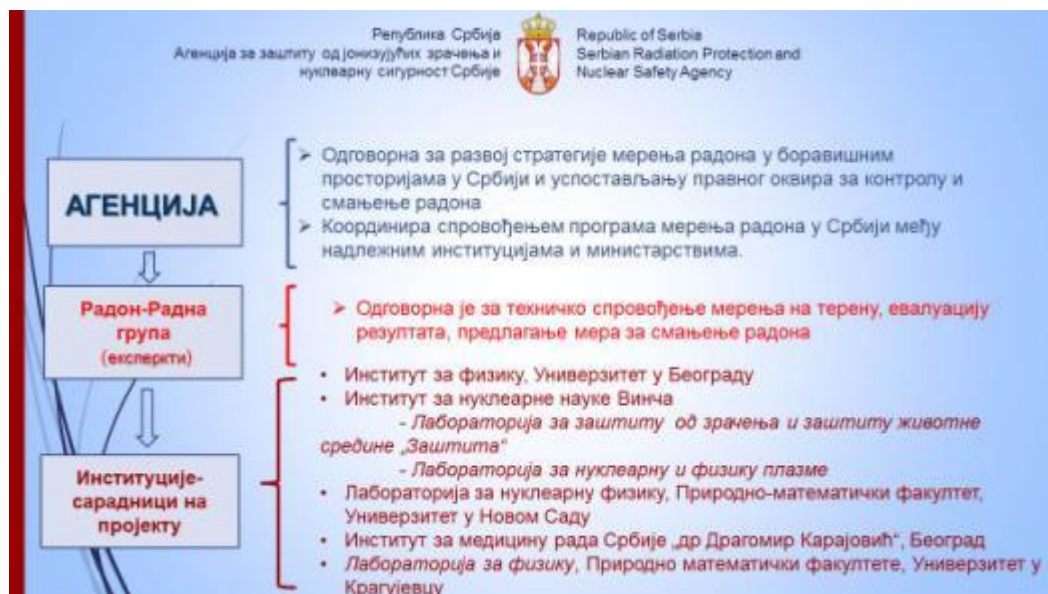 Република Србија
Агенција за заштиту од јонизујућих зрачења и
нуклеарну сигурност Србије
Republic of Serbia
Serbian Radiation Protection and
Nuclear Safety Agency
АГЕНЦИЈА
➢ Одговорна за развој стратегије мерења радона у боравишним
просторијама у Србији и успостављању правног оквира за контролу и
смањење радона
➢ Координира спровођењем програма мерења радона у Србији међу
надлежним институцијама и министарствима.
Радон-Радна
група
(експерти)
➢ Одговорна је за техничко спровођење мерења на терену, евалуацију
резултата, предлагање мера за смањење радона
Институције-
сарадници на
пројекту
• Институт за физику, Универзитет у Београду
• Институт за нуклеарне науке Винча
- Лабораторија за заштиту од зрачења и заштиту животне
средине „Заштита“
- Лабораторија за нуклеарну и физику плазме
• Лабораторија за нуклеарну физику, Природно-математички факултет,
Универзитет у Новом Саду
• Институт за медицину рада Србије „др Драгомир Карајовић“, Београд
• Лабораторија за физику, Природно математички факултете, Универзитет у
Крагујевцу